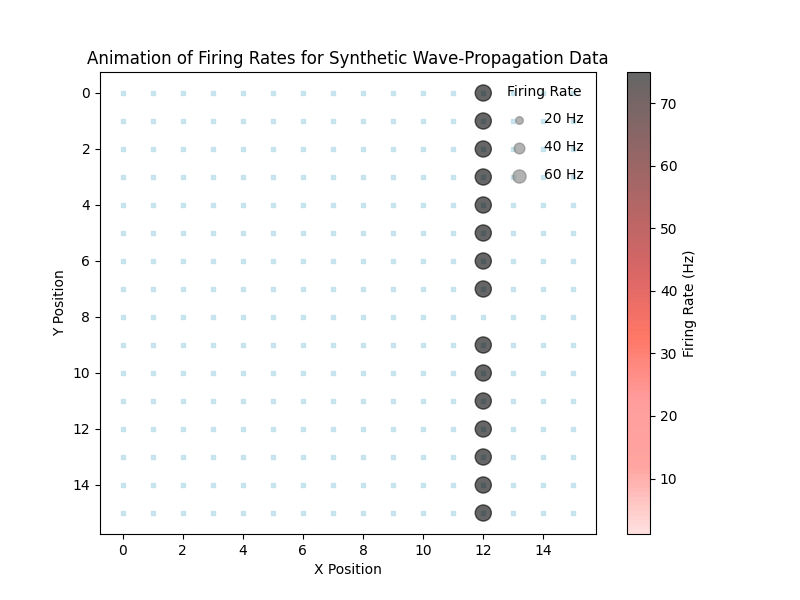 Animation of Firing Rates for Synthetic Wave-Propagation Data
Firing Rate
20 Hz
40 Hz
60 Hz
0
2
4
6
8
10
12
14
Y Position
0 2 4 6 8 10 12 14
X Position
70
60
50
40
30
20
10
Firing Rate (Hz)